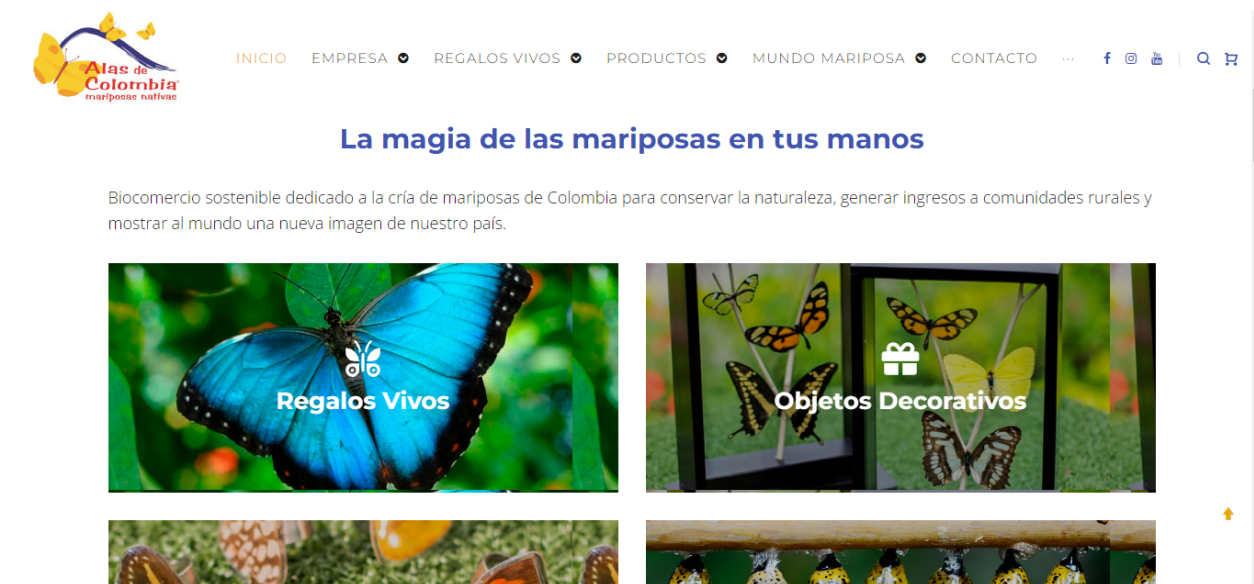 Alas de
Colombia
mariposas nativas
INICIO EMPRESA REGALOS VIVOS PRODUCTOS MUNDO MARIPOSA CONTACTO ...
La magia de las mariposas en tus manos
Biocomercio sostenible dedicado a la cría de mariposas de Colombia para conservar la naturaleza, generar ingresos a comunidades rurales y
mostrar al mundo una nueva imagen de nuestro país.
Regalos Vivos
Objetos Decorativos